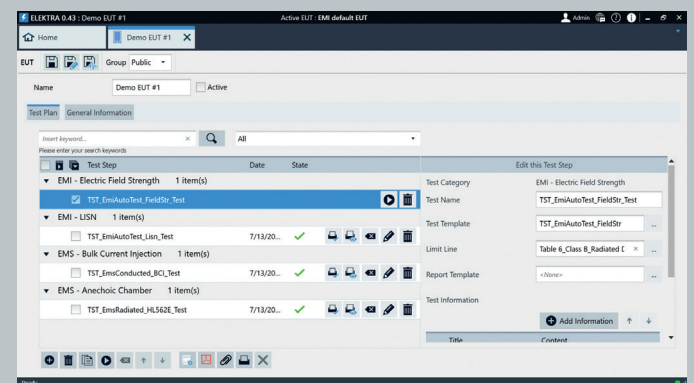 ELEKTRA 0.43 : Demo EUT #1 Active EUT : EMI default EUT Admin
Home Demo EUT #1
EUT Group Public
Name Demo EUT #1 Active
Test Plan General Information
Insert keyword... All
Please enter your search keywords
Test Step Date State Edit this Test Step
EMI - Electric Field Strength 1 item(s) Test Category EMI - Electric Field Strength
TST_EmiAutoTest_FieldStr_Test Test Name TST_EmiAutoTest_FieldStr_Test
EMI - LISN 1 item(s) Test Template TST_EmiAutoTest_FieldStr ...
TST_EmiAutoTest_Lisn_Test 7/13/20... Limit Line Table 6_Class B_Radiated ...
EMS - Bulk Current Injection 1 item(s) Report Template <None> ...
TST_EmsConducted_BCI_Test 7/13/20...
EMS - Anechoic Chamber 1 item(s) Test Information
TST_EmsRadiated_HL562E_Test 7/13/20... Add Information
Title Content
Ready